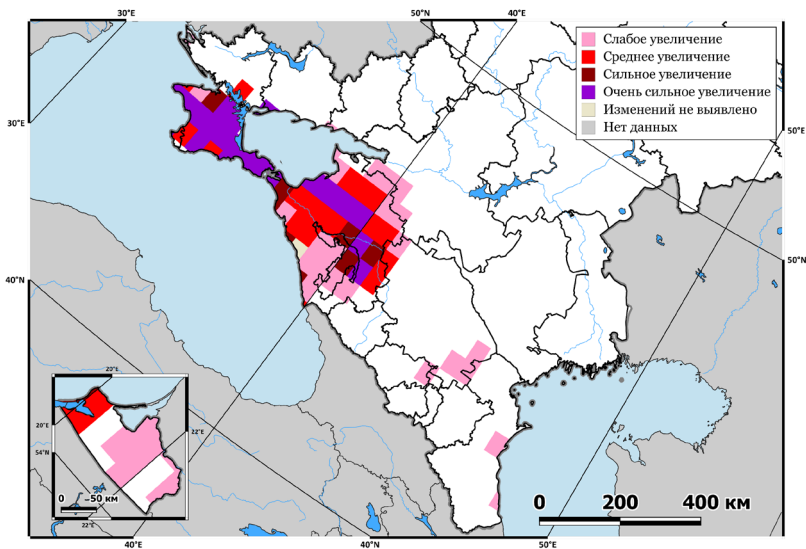 30°E
50°N
40°E
Слабое увеличение
Среднее увеличение
Сильное увеличение
Очень сильное увеличение
Изменений не выявлено
Нет данных
30°E
50°E
40°N
50°N
20°E
20°E
22°E
54°N
0
50 км
22°E
0
200
400 км
40°E
40°N
50°E